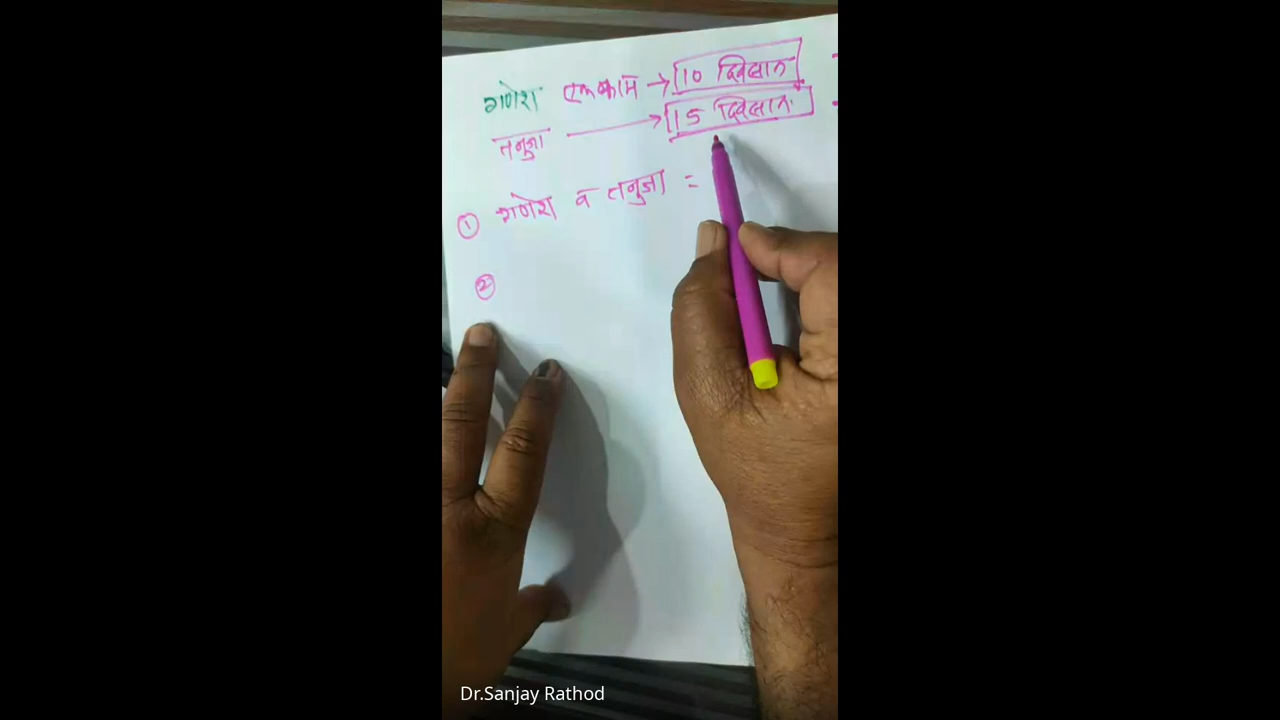 गणेश एक काम → 10 दिवसात
तनुजा → 15 दिवसात
① गणेश व तनुजा =
②
Dr.Sanjay Rathod